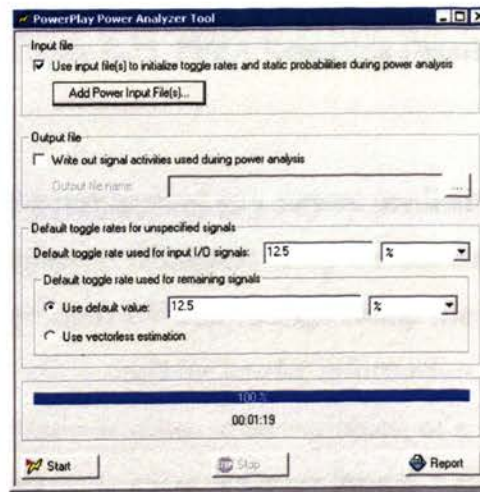 PowerPlay Power Analyzer Tool
Input file
Use input file(s) to initialize toggle rates and static probabilities during power analysis
Add Power Input File(s)...
Output file
Write out signal activities used during power analysis
Output file name:
...
Default toggle rates for unspecified signals
Default toggle rate used for input I/O signals: 12.5 %
Default toggle rate used for remaining signals
Use default value: 12.5 %
Use vectorless estimation
100 %
00:01:19
Start Stop Report